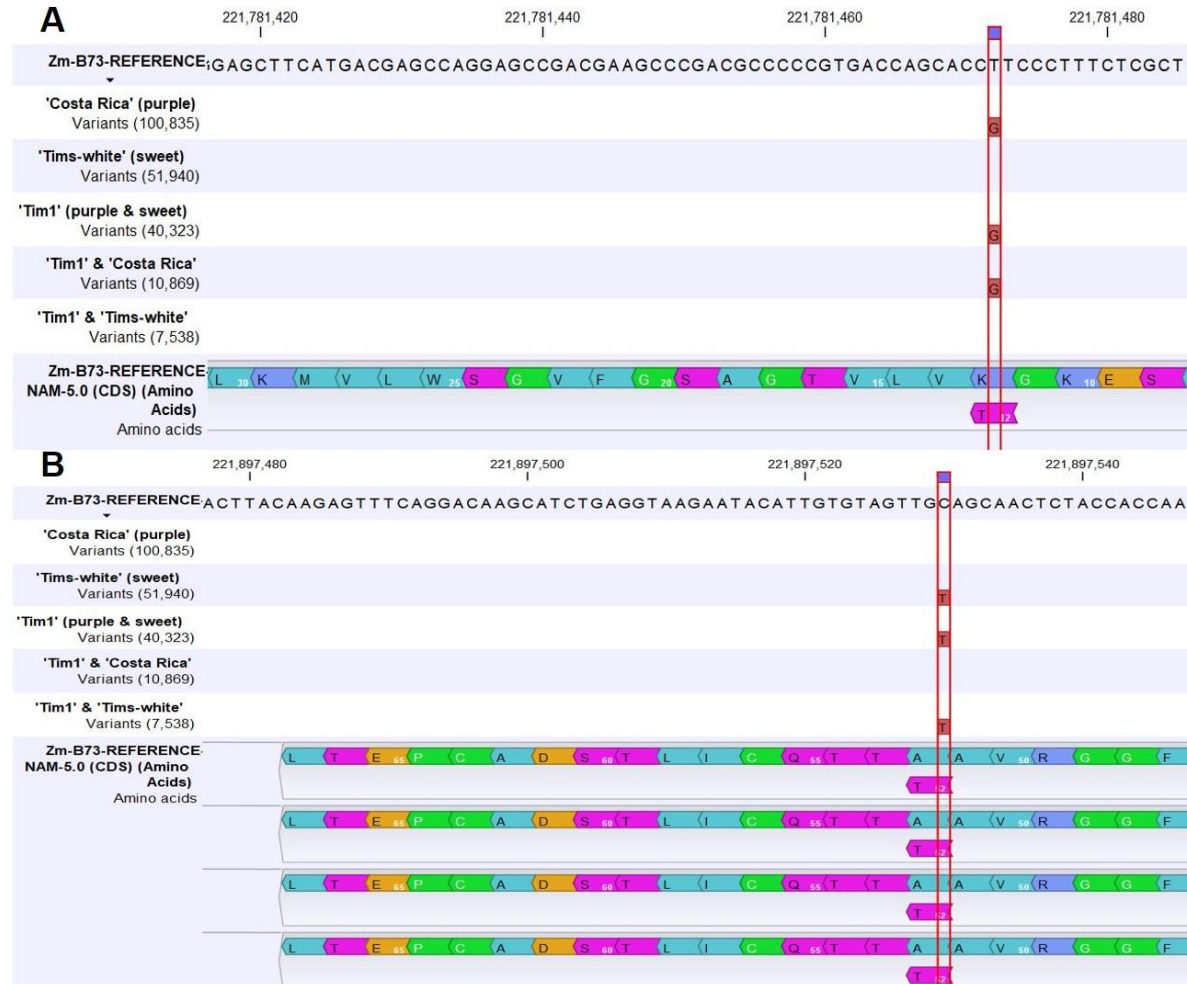 A
221,781,420 221,781,440 221,781,460 221,781,480
Zm-B73-REFERENCE GAGCTTCATGACGAGCCAGGAGCCGACGAAGCCCGACGCCCCCGTGACCAGCACCTTCCCTTTCTCGCT
'Costa Rica' (purple)
Variants (100,835) G
'Tims-white' (sweet)
Variants (51,940)
'Tim1' (purple & sweet)
Variants (40,323) G
'Tim1' & 'Costa Rica'
Variants (10,869) G
'Tim1' & 'Tims-white'
Variants (7,538)
Zm-B73-REFERENCE-
NAM-5.0 (CDS) (Amino
Acids)
Amino acids
L 30 K M V L W 25 S G V F G 20 S A G T V 15 L V K G K 10 E S
T 12
B
221,897,480 221,897,500 221,897,520 221,897,540
Zm-B73-REFERENCE- ACTTACAAGAGTTTCAGGACAAGCATCTGAGGTAAGAATACATTGTGTAGTTGCAGCAACTCTACCACCAA
'Costa Rica' (purple)
Variants (100,835)
'Tims-white' (sweet)
Variants (51,940) T
'Tim1' (purple & sweet)
Variants (40,323) T
'Tim1' & 'Costa Rica'
Variants (10,869)
'Tim1' & 'Tims-white'
Variants (7,538) T
Zm-B73-REFERENCE-
NAM-5.0 (CDS) (Amino
Acids)
Amino acids
L T E 65 P C A D S 60 T L I C Q 55 T T A A V 50 R G G F
T 52
L T E 65 P C A D S 60 T L I C Q 55 T T A A V 50 R G G F
T 52
L T E 65 P C A D S 60 T L I C Q 55 T T A A V 50 R G G F
T 52
L T E 65 P C A D S 60 T L I C Q 55 T T A A V 50 R G G F
T 52